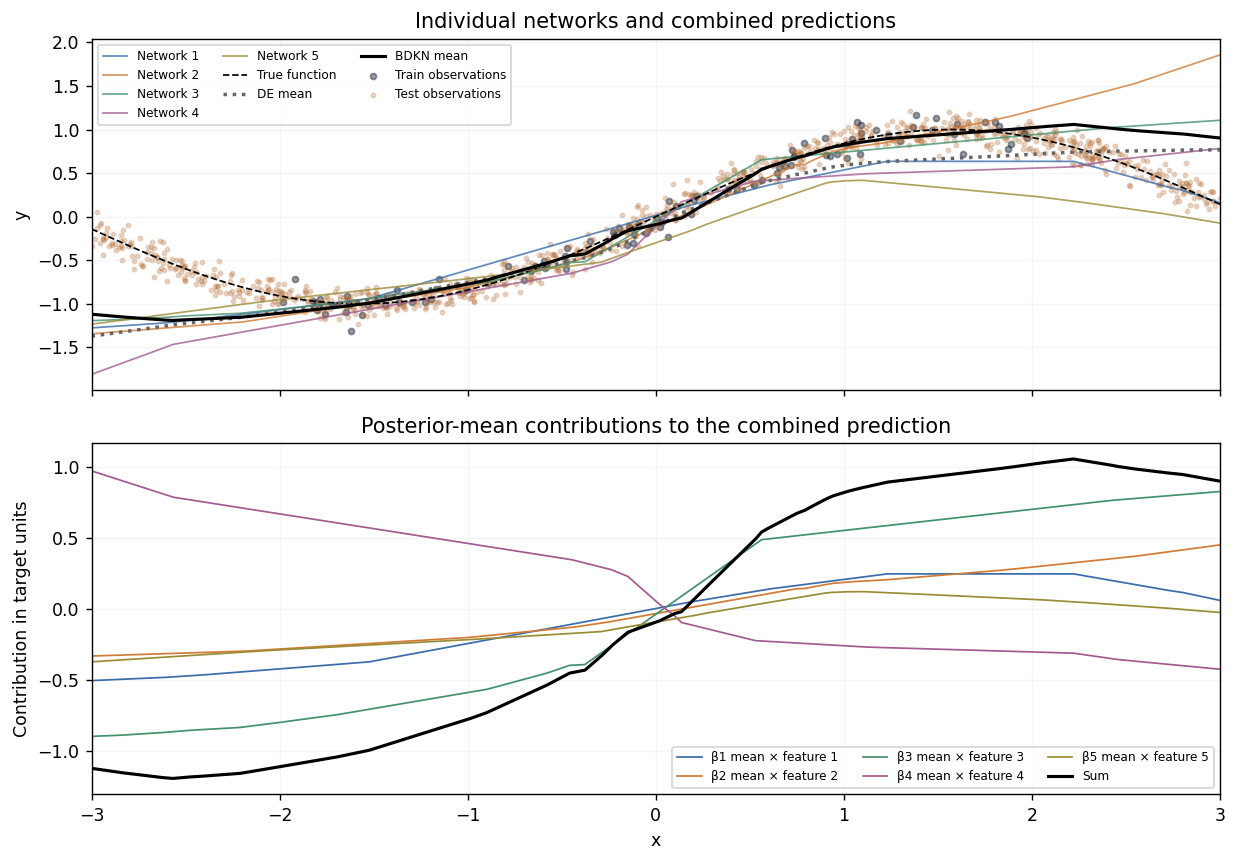 Individual networks and combined predictions
2.0
1.5
1.0
0.5
0.0
−0.5
−1.0
−1.5
y
Network 1
Network 2
Network 3
Network 4
Network 5
True function
DE mean
BDKN mean
Train observations
Test observations
Posterior-mean contributions to the combined prediction
1.0
0.5
0.0
−0.5
−1.0
Contribution in target units
β1 mean × feature 1
β2 mean × feature 2
β3 mean × feature 3
β4 mean × feature 4
β5 mean × feature 5
Sum
−3 −2 −1 0 1 2 3
x